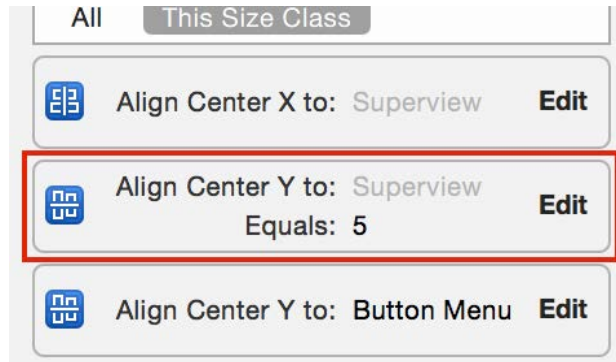 All This Size Class
Align Center X to: Superview Edit
Align Center Y to: Superview
Equals: 5 Edit
Align Center Y to: Button Menu Edit